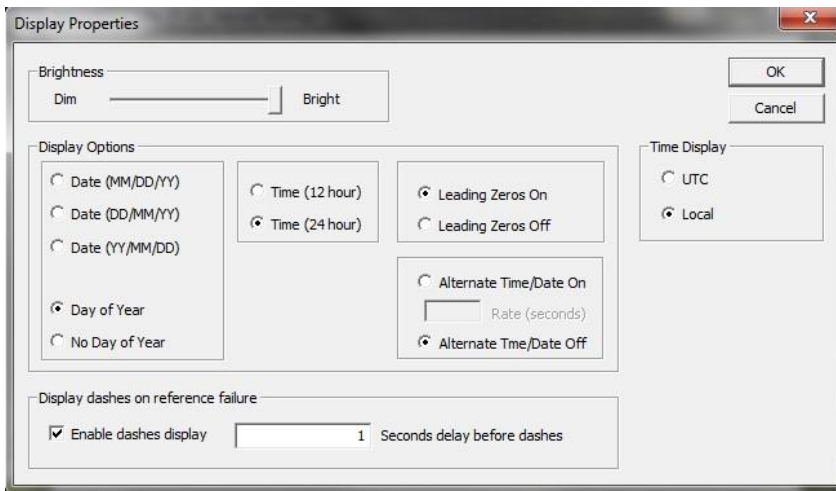 Display Properties
X
Brightness
Dim Bright
OK
Cancel
Display Options
Date (MM/DD/YY)
Date (DD/MM/YY)
Date (YY/MM/DD)
Day of Year
No Day of Year
Time (12 hour)
Time (24 hour)
Leading Zeros On
Leading Zeros Off
Alternate Time/Date On
Rate (seconds)
Alternate Tme/Date Off
Time Display
UTC
Local
Display dashes on reference failure
Enable dashes display 1 Seconds delay before dashes